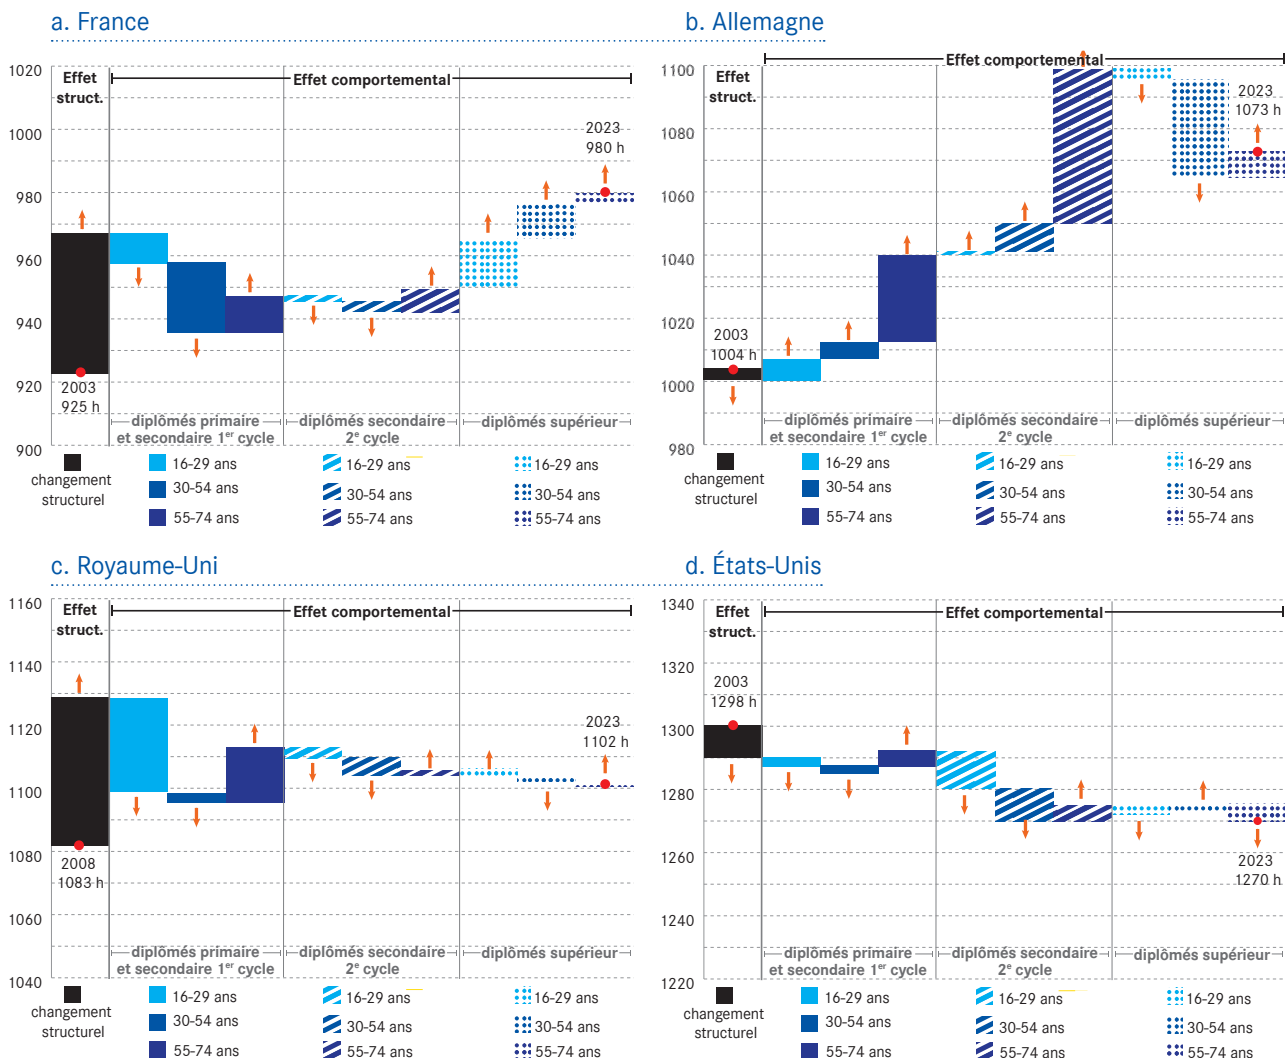 a. France
1020
1000
980
960
940
920
900
Effet
struct.
Effet comportemental
2023
980 h
2003
925 h
diplômés primaire
et secondaire 1er cycle
diplômés secondaire
2e cycle
diplômés supérieur
changement
structurel
16-29 ans
30-54 ans
55-74 ans
16-29 ans
30-54 ans
55-74 ans
16-29 ans
30-54 ans
55-74 ans
b. Allemagne
1100
1080
1060
1040
1020
1000
980
Effet
struct.
Effet comportemental
2023
1073 h
2003
1004 h
diplômés primaire
et secondaire 1er cycle
diplômés secondaire
2e cycle
diplômés supérieur
changement
structurel
16-29 ans
30-54 ans
55-74 ans
16-29 ans
30-54 ans
55-74 ans
16-29 ans
30-54 ans
55-74 ans
c. Royaume-Uni
1160
1140
1120
1100
1080
1060
1040
Effet
struct.
Effet comportemental
2023
1102 h
2008
1083 h
diplômés primaire
et secondaire 1er cycle
diplômés secondaire
2e cycle
diplômés supérieur
changement
structurel
16-29 ans
30-54 ans
55-74 ans
16-29 ans
30-54 ans
55-74 ans
16-29 ans
30-54 ans
55-74 ans
d. États-Unis
1340
1320
1300
1280
1260
1240
1220
Effet
struct.
Effet comportemental
2003
1298 h
2023
1270 h
diplômés primaire
et secondaire 1er cycle
diplômés secondaire
2e cycle
diplômés supérieur
changement
structurel
16-29 ans
30-54 ans
55-74 ans
16-29 ans
30-54 ans
55-74 ans
16-29 ans
30-54 ans
55-74 ans